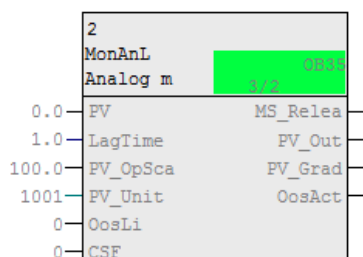 2
MonAnL
Analog m
OB35
3/2
0.0 PV MS_Relea
1.0 LagTime PV_Out
100.0 PV_OpSca PV_Grad
1001 PV_Unit OosAct
0 OosLi
0 CSF